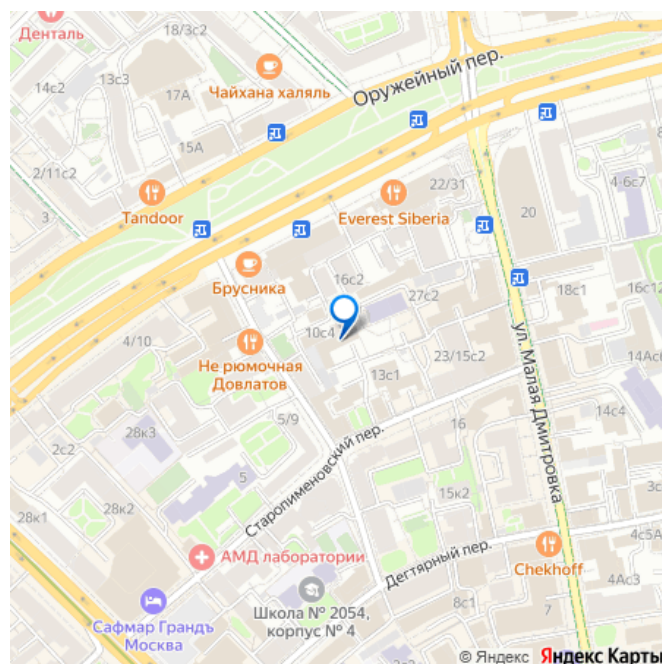 Денталь
18/3с2
13с3
14с2
Чайхана халяль
17А
Оружейный пер.
15А
2/11с2
3
Tandoor
22/31
Everest Siberia
4-6с7
20
Брусника
16с2
27с2
18с1
16с12
4/10
10с4
Не рюмочная
Довлатов
13с1
23/15с2
ул. Малая Дмитровка
14Ас6
5/9
28к3
2с2
Старопименовский пер.
16
14с4
5
28к2
15к2
3с
28к1
АМД лаборатории
Дегтярный пер.
4с5А
Chekhoff
Школа № 2054,
корпус № 4
4Ас3
Сафмар Грандъ
Москва
8с1
7
© Яндекс Яндекс Карты